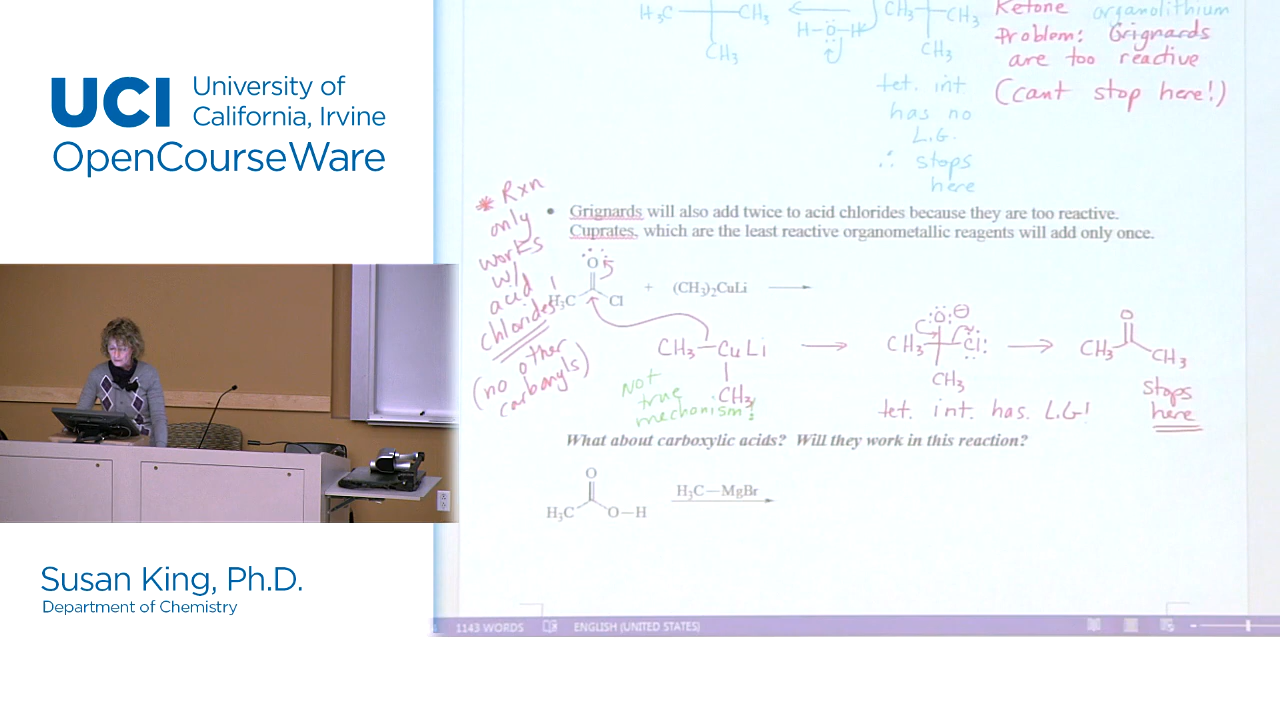 UCI University of
California, Irvine
OpenCourseWare
H3C CH3 CH3
H-Ö-H
CH3 CH3
CH3
Ketone organolithium
Problem: Grignards
are too reactive
(cant stop here!)
tet. int
has no
L.G.
∴ stops
here
* Rxn
only
works
w/
acid
chlorides!
(no other
carbonyls)
• Grignards will also add twice to acid chlorides because they are too reactive.
Cuprates, which are the least reactive organometallic reagents will add only once.
O
H3C Cl + (CH3)2CuLi
CH3-CuLi
CH3
Not
true
mechanism!
:O: ⊖
CH3 Cl:
CH3
tet. int. has. L.G!
O
CH3 CH3
stops
here
What about carboxylic acids? Will they work in this reaction?
O
H3C O-H
H3C-MgBr
Susan King, Ph.D.
Department of Chemistry
1143 WORDS ENGLISH (UNITED STATES)